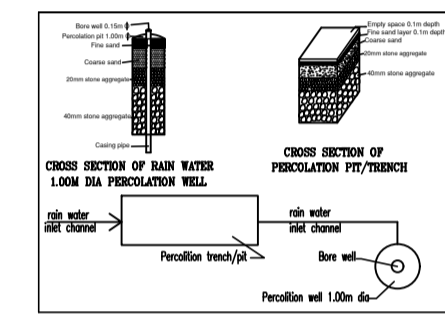 Bore well 0.15m
Percolation pit 1.00m
Fine sand
Coarse sand
20mm stone aggregate
40mm stone aggregate
Casing pipe
CROSS SECTION OF RAIN WATER
1.00M DIA PERCOLATION WELL
Empty space 0.1m depth
Fine sand layer 0.1m depth
Coarse sand
20mm stone aggregate
40mm stone aggregate
CROSS SECTION OF
PERCOLATION PIT/TRENCH
rain water
inlet channel
Percolition trench/pit
rain water
inlet channel
Bore well
Percolition well 1.00m dia